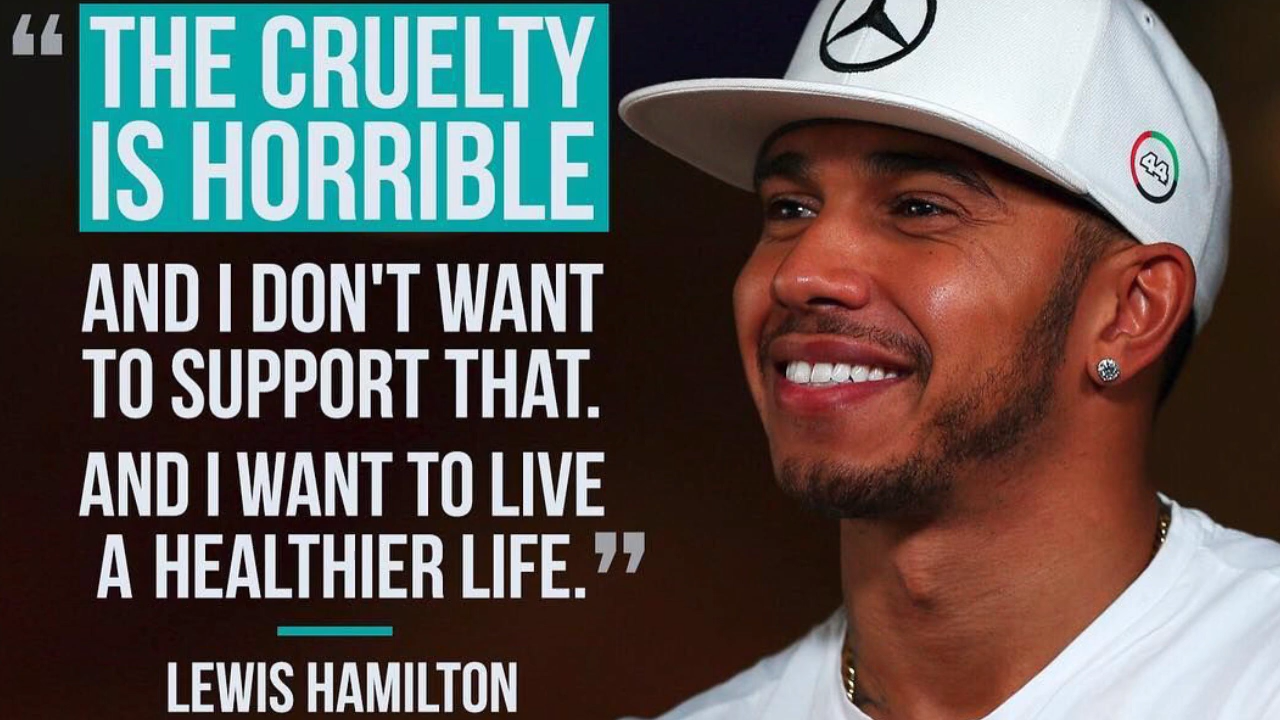 “THE CRUELTY
IS HORRIBLE
AND I DON'T WANT
TO SUPPORT THAT.
AND I WANT TO LIVE
A HEALTHIER LIFE.”
LEWIS HAMILTON
44